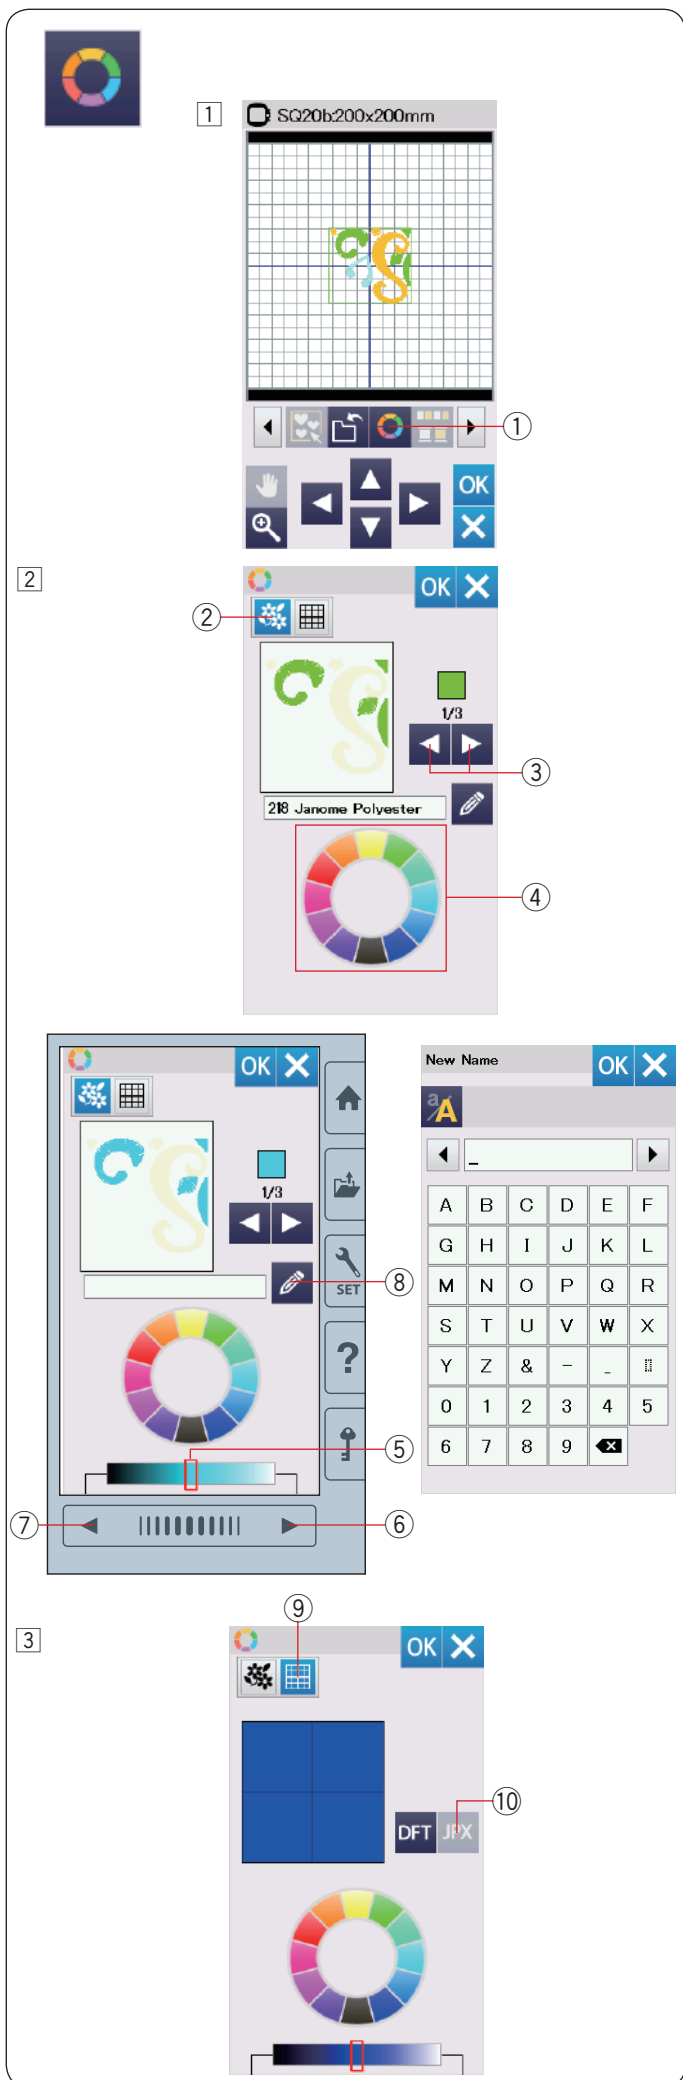 1
SQ20b:200x200mm
①
OK
2
OK
②
1/3
③
218 Janome Polyester
④
OK
1/3
SET
⑧
?
⑤
⑦
⑥
New Name
OK
a/A
_
A B C D E F
G H I J K L
M N O P Q R
S T U V W X
Y Z & - _
0 1 2 3 4 5
6 7 8 9
3
⑨
OK
⑩
DFT JPX